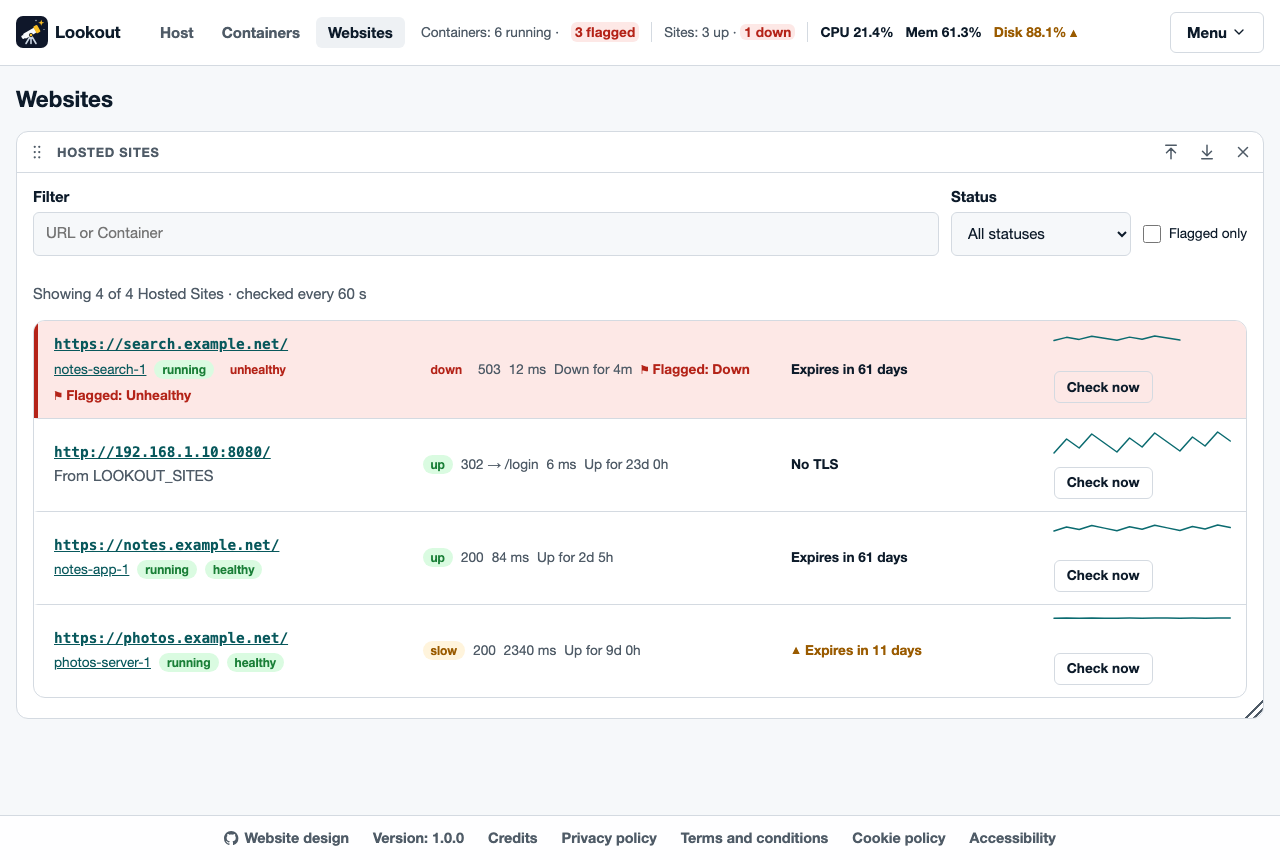 Lookout Host Containers Websites Containers: 6 running · 3 flagged Sites: 3 up · 1 down CPU 21.4% Mem 61.3% Disk 88.1% ▲ Menu
Websites
HOSTED SITES
Filter
Status
URL or Container
All statuses
Flagged only
Showing 4 of 4 Hosted Sites · checked every 60 s
https://search.example.net/
notes-search-1 running unhealthy
⚑ Flagged: Unhealthy
down 503 12 ms Down for 4m ⚑ Flagged: Down
Expires in 61 days
Check now
http://192.168.1.10:8080/
From LOOKOUT_SITES
up 302 → /login 6 ms Up for 23d 0h
No TLS
Check now
https://notes.example.net/
notes-app-1 running healthy
up 200 84 ms Up for 2d 5h
Expires in 61 days
Check now
https://photos.example.net/
photos-server-1 running healthy
slow 200 2340 ms Up for 9d 0h
▲ Expires in 11 days
Check now
Website design Version: 1.0.0 Credits Privacy policy Terms and conditions Cookie policy Accessibility